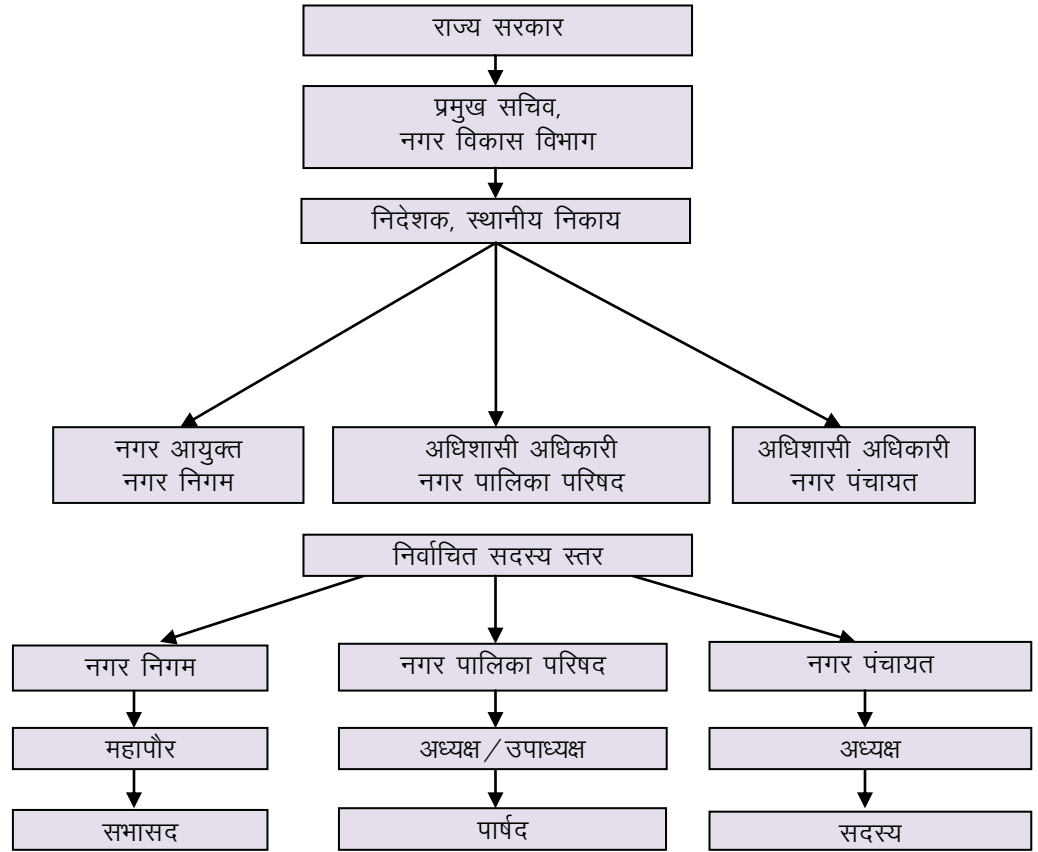 राज्य सरकार
प्रमुख सचिव,
नगर विकास विभाग
निदेशक, स्थानीय निकाय
नगर आयुक्त
नगर निगम
अधिशासी अधिकारी
नगर पालिका परिषद
अधिशासी अधिकारी
नगर पंचायत
निर्वाचित सदस्य स्तर
नगर निगम
नगर पालिका परिषद
नगर पंचायत
महापौर
अध्यक्ष/उपाध्यक्ष
अध्यक्ष
सभासद
पार्षद
सदस्य